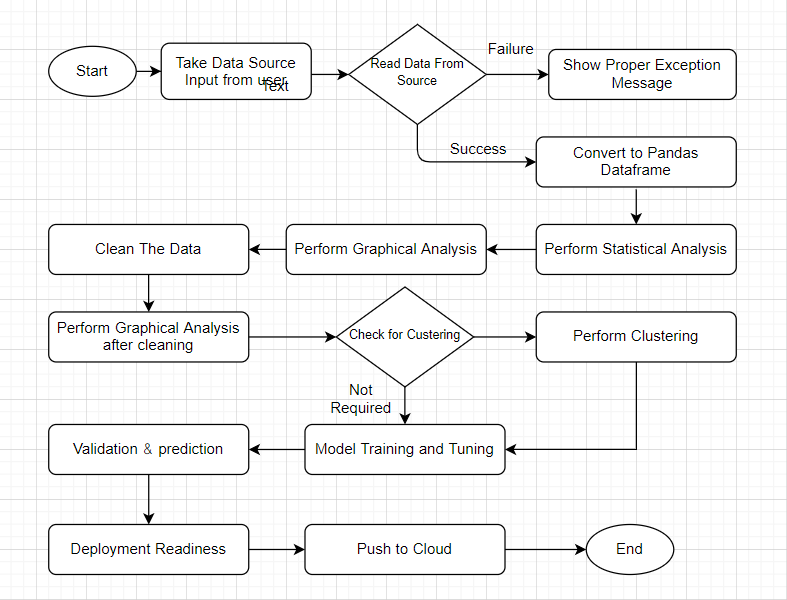 Start
Take Data Source
Input from user
Text
Read Data From
Source
Failure
Show Proper Exception
Message
Success
Convert to Pandas
Dataframe
Clean The Data
Perform Graphical Analysis
Perform Statistical Analysis
Perform Graphical Analysis
after cleaning
Check for Custering
Perform Clustering
Not
Required
Validation & prediction
Model Training and Tuning
Deployment Readiness
Push to Cloud
End